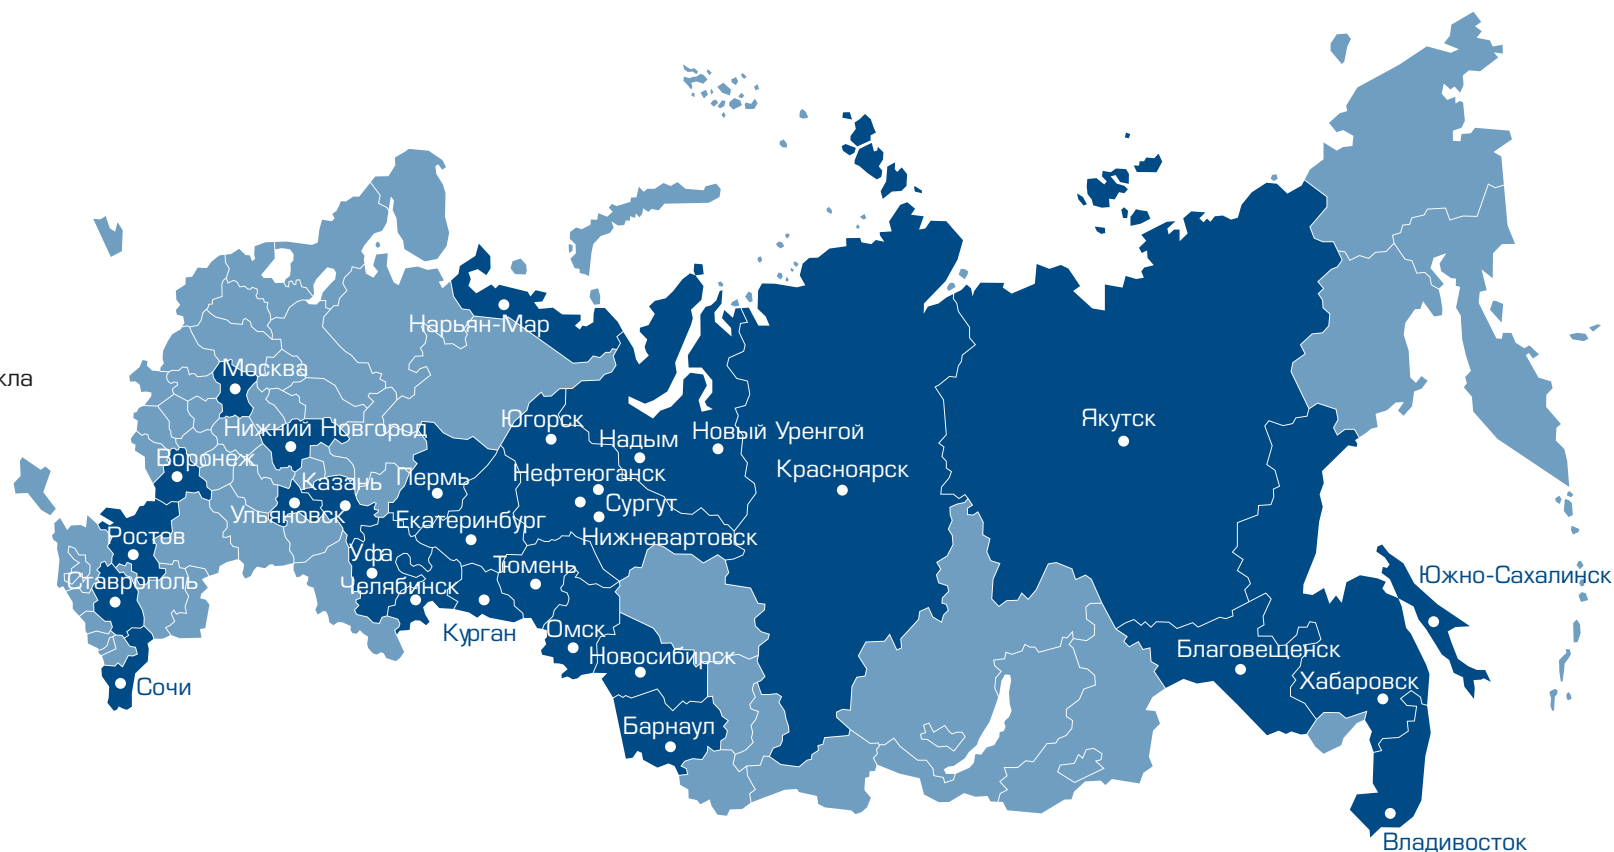 Нарьян-Мар
Москва
кла
Югорск
Якутск
Нижний Новгород
Надым
Новый Уренгой
Воронеж
Красноярск
Казань
Пермь
Нефтеюганск
Сургут
Ульяновск
Екатеринбург
Ростов
Нижневартовск
Уфа
Тюмень
Южно-Сахалинск
Ставрополь
Челябинск
Курган
Омск
Благовещенск
Новосибирск
Хабаровск
Сочи
Барнаул
Владивосток